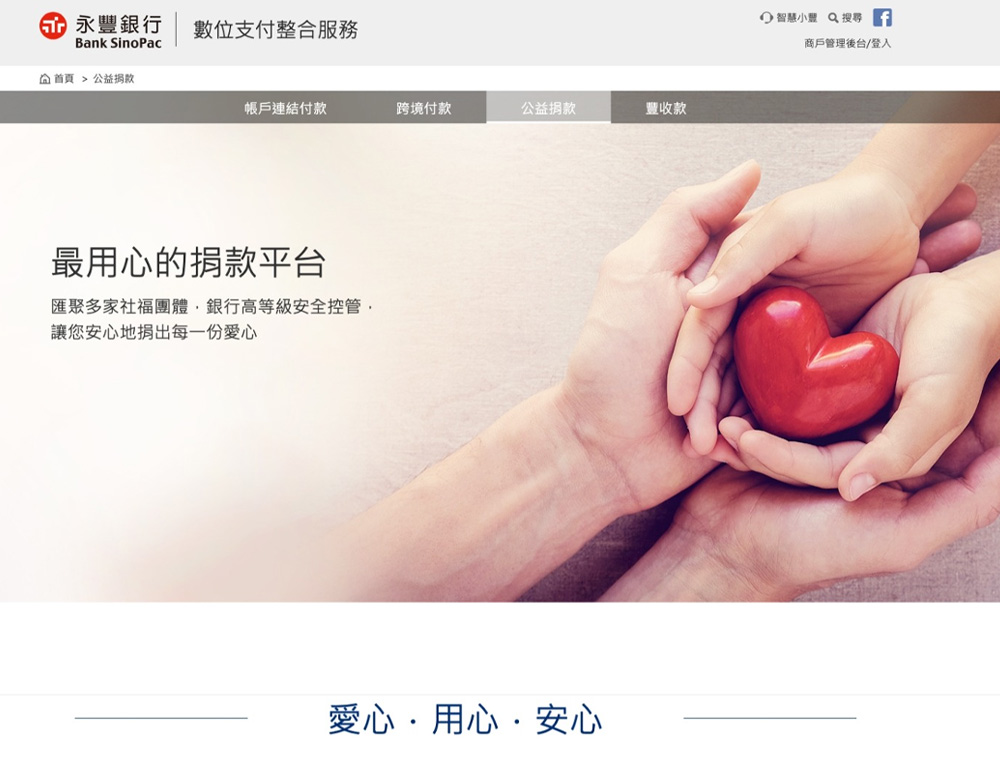 永豐銀行
Bank SinoPac
數位支付整合服務
智慧小豐 搜尋 f
商戶管理後台/登入
首頁 > 公益捐款
帳戶連結付款 跨境付款 公益捐款 豐收款
最用心的捐款平台
匯聚多家社福團體，銀行高等級安全控管，
讓您安心地捐出每一份愛心
愛心．用心．安心